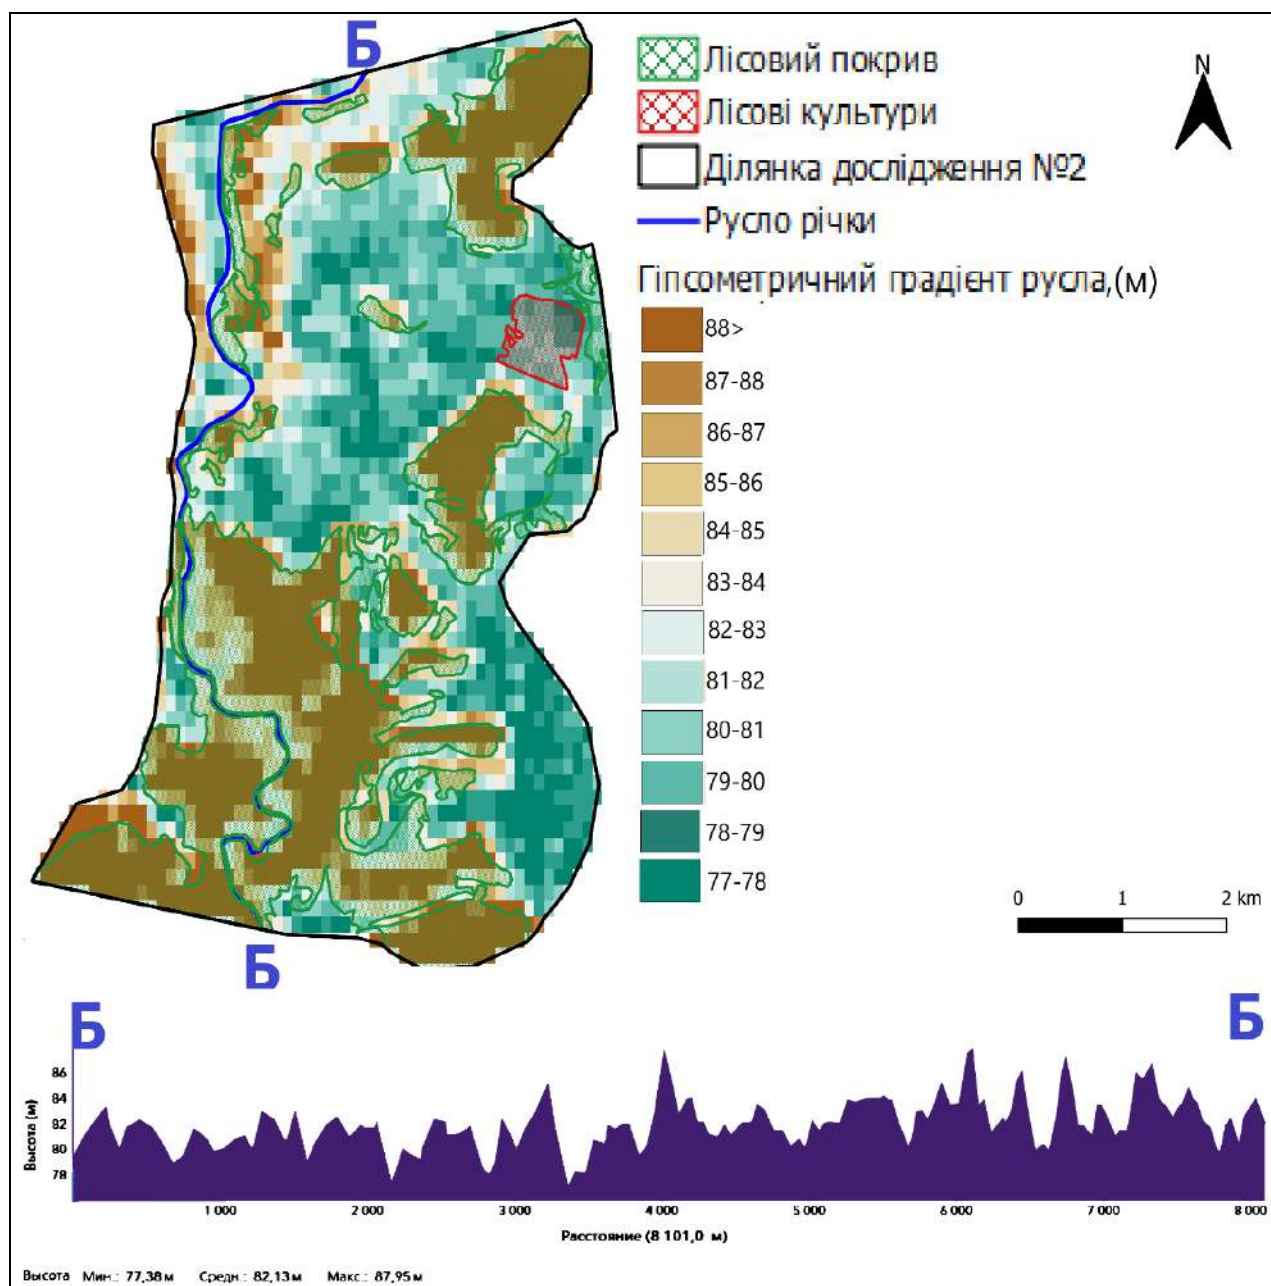 Б
N
Лісовий покрив
Лісові культури
Ділянка дослідження №2
Русло річки
Гіпсометричний градієнт русла,(м)
88>
87-88
86-87
85-86
84-85
83-84
82-83
81-82
80-81
79-80
78-79
77-78
0 1 2 km
Б
Б Б
Высота (м)
86
84
82
80
78
1 000 2 000 3 000 4 000 5 000 6 000 7 000 8 000
Расстояние (8 101,0 м)
Высота Мин.: 77,38 м Средн.: 82,13 м Макс.: 87,95 м